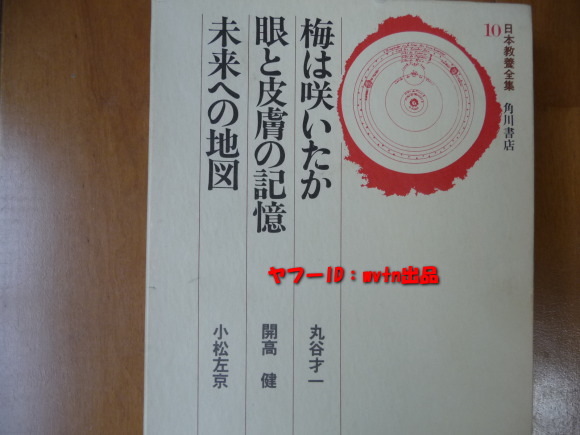 日本教養全集
10
角川書店
梅は咲いたか
眼と皮膚の記憶
未来への地図
ヤフーID:mvtn出品
丸谷才一
開高 健
小松左京